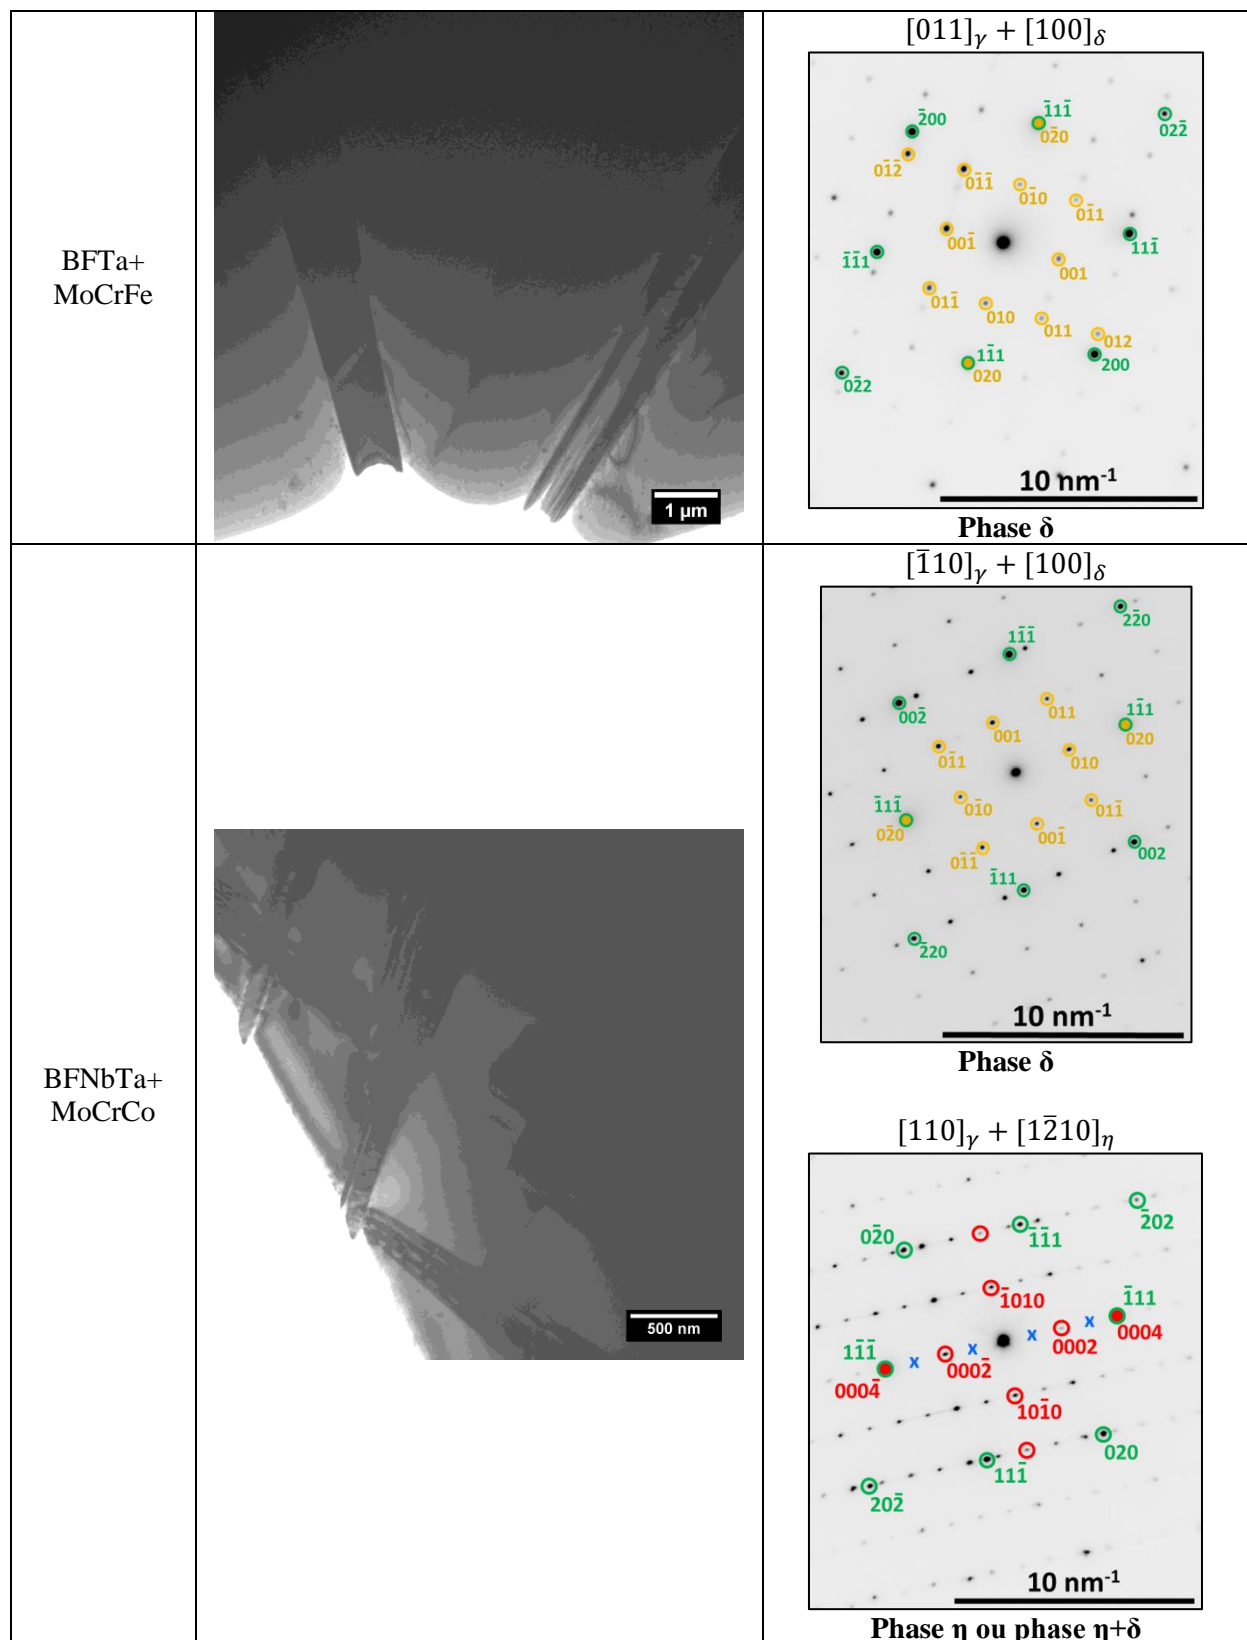 BFTa+
MoCrFe
1 µm
[011]γ + [100]δ
2̄00
1̄11̄
02̄0
022̄
01̄2̄
01̄1̄
01̄0
01̄1
001̄
1̄1̄1
111̄
001
011̄
010
011
012
200
11̄1
020
02̄2
10 nm⁻¹
Phase δ
BFNbTa+
MoCrCo
500 nm
[1̄10]γ + [100]δ
22̄0
11̄1̄
002̄
011
001
11̄1
020
01̄1
010
1̄11̄
02̄0
01̄0
011̄
001̄
002
01̄1̄
1̄11
2̄20
10 nm⁻¹
Phase δ
[110]γ + [12̄10]η
2̄02
02̄0
1̄1̄1
1̄010
1̄11
x
x
0002
0004
11̄1̄
x
x
0002̄
0004̄
101̄0
020
111̄
202̄
10 nm⁻¹
Phase η ou phase η+δ